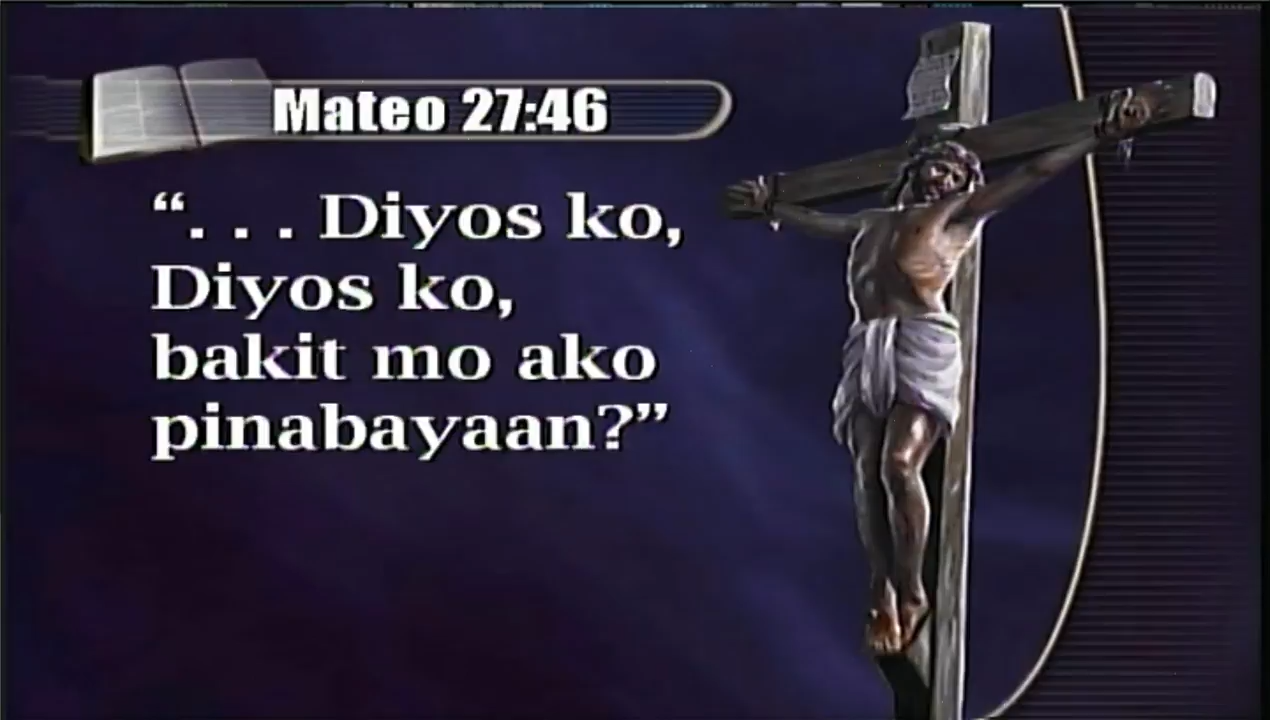 Mateo 27:46
“. . . Diyos ko,
Diyos ko,
bakit mo ako
pinabayaan?”